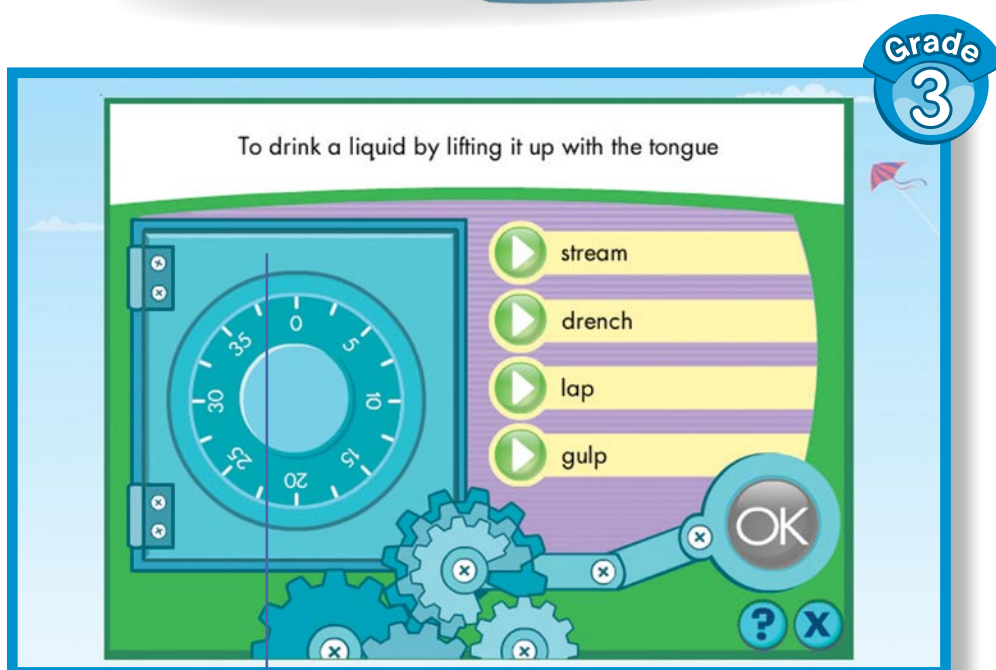 Grade
3
To drink a liquid by lifting it up with the tongue
0
5
10
15
20
25
30
35
stream
drench
lap
gulp
OK
?
X